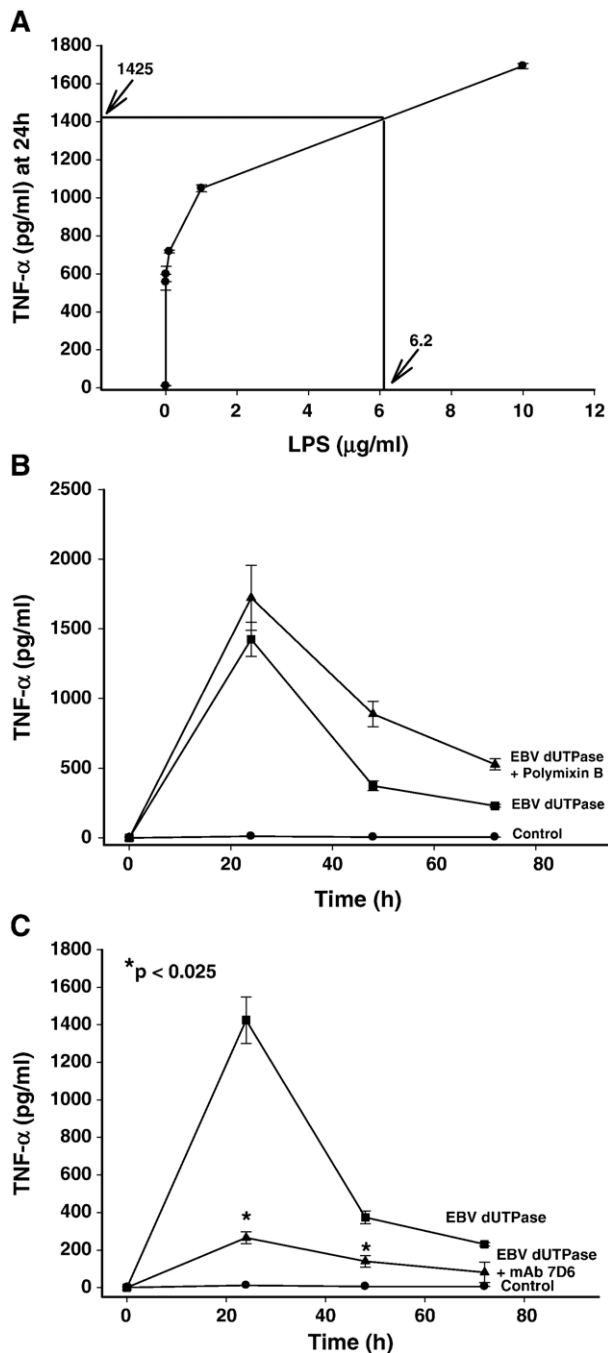 A
1800
1600
1400
1200
1000
800
600
400
200
0
TNF-α (pg/ml) at 24h
1425
6.2
0 2 4 6 8 10 12
LPS (μg/ml)
B
2500
2000
1500
1000
500
0
TNF-α (pg/ml)
EBV dUTPase
+ Polymixin B
EBV dUTPase
Control
0 20 40 60 80
Time (h)
C
1800
1600
1400
1200
1000
800
600
400
200
0
TNF-α (pg/ml)
*p < 0.025
*
*
EBV dUTPase
EBV dUTPase
+ mAb 7D6
Control
0 20 40 60 80
Time (h)